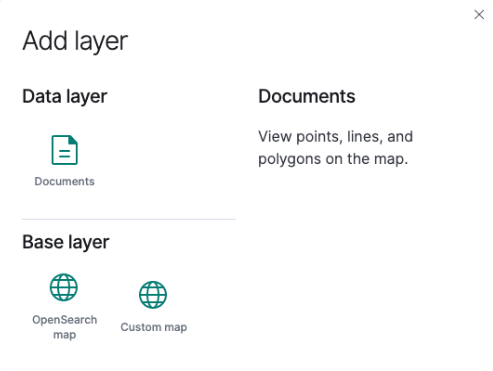 Add layer
Data layer
Documents
Documents
View points, lines, and
polygons on the map.
Base layer
OpenSearch
map
Custom map